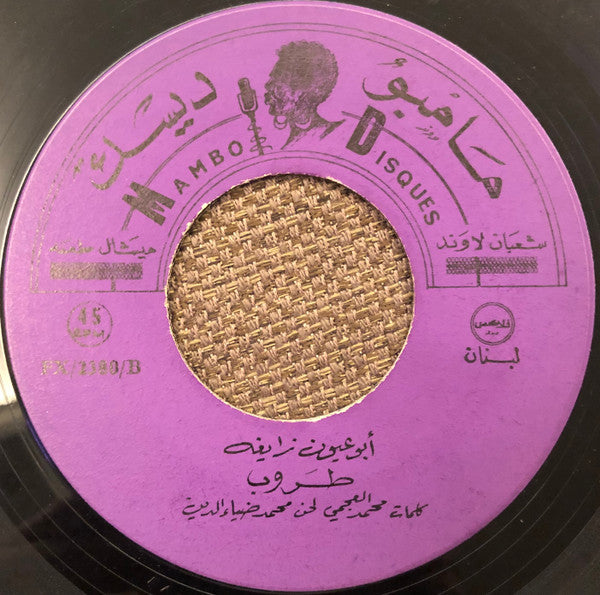 مامبو ديسك
MAMBO DISQUES
شعبان لاوند
ميشال
45
FX/1190/B
لبنان
أبو عيون زايغه
طروب
كلمات محمد العجمي لحن محمد ضياء الدين